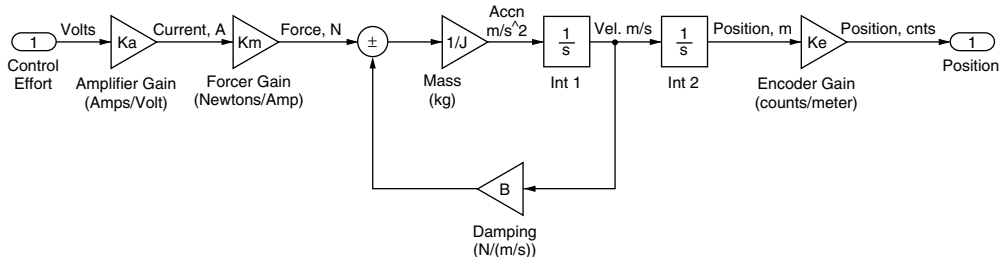 1
Control
Effort
Volts
Ka
Amplifier Gain
(Amps/Volt)
Current, A
Km
Forcer Gain
(Newtons/Amp)
Force, N
±
1/J
Mass
(kg)
Accn
m/s^2
1
s
Int 1
Vel. m/s
1
s
Int 2
Position, m
Ke
Encoder Gain
(counts/meter)
Position, cnts
1
Position
B
Damping
(N/(m/s))